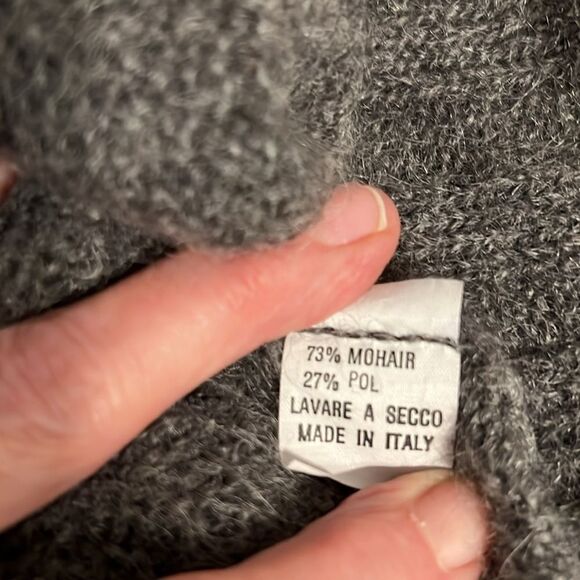 73% MOHAIR
27% POL
LAVARE A SECCO
MADE IN ITALY